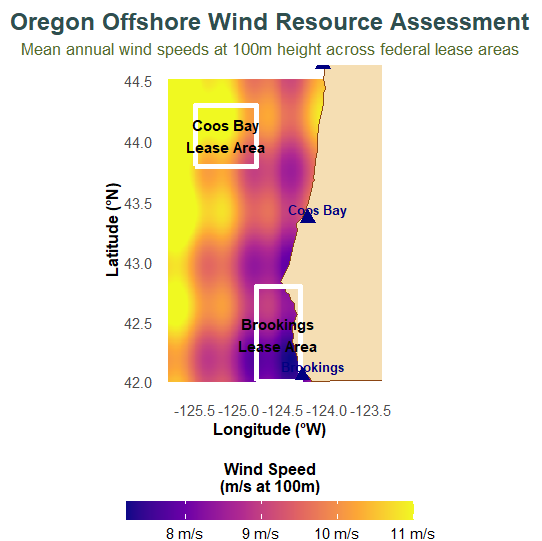 Oregon Offshore Wind Resource Assessment
Mean annual wind speeds at 100m height across federal lease areas
44.5
44.0
43.5
43.0
42.5
42.0
Latitude (°N)
Coos Bay
Lease Area
Coos Bay
Brookings
Lease Area
Brookings
-125.5 -125.0 -124.5 -124.0 -123.5
Longitude (°W)
Wind Speed
(m/s at 100m)
8 m/s 9 m/s 10 m/s 11 m/s